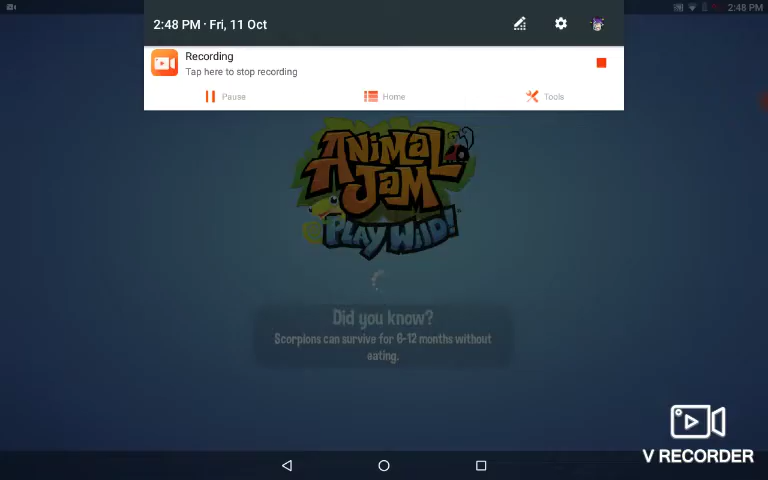 2:48 PM
2:48 PM · Fri, 11 Oct
Recording
Tap here to stop recording
Pause
Home
Tools
ANIMAL
JAM
PLAY WILD!
Did you know?
Scorpions can survive for 6-12 months without
eating.
V RECORDER